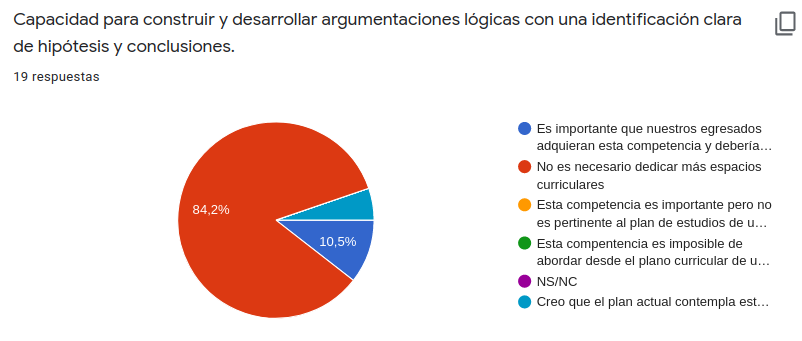 Capacidad para construir y desarrollar argumentaciones lógicas con una identificación clara
de hipótesis y conclusiones.
19 respuestas
84,2%
10,5%
Es importante que nuestros egresados
adquieran esta competencia y debería…
No es necesario dedicar más espacios
curriculares
Esta competencia es importante pero no
es pertinente al plan de estudios de u…
Esta compentencia es imposible de
abordar desde el plano curricular de u…
NS/NC
Creo que el plan actual contempla est…